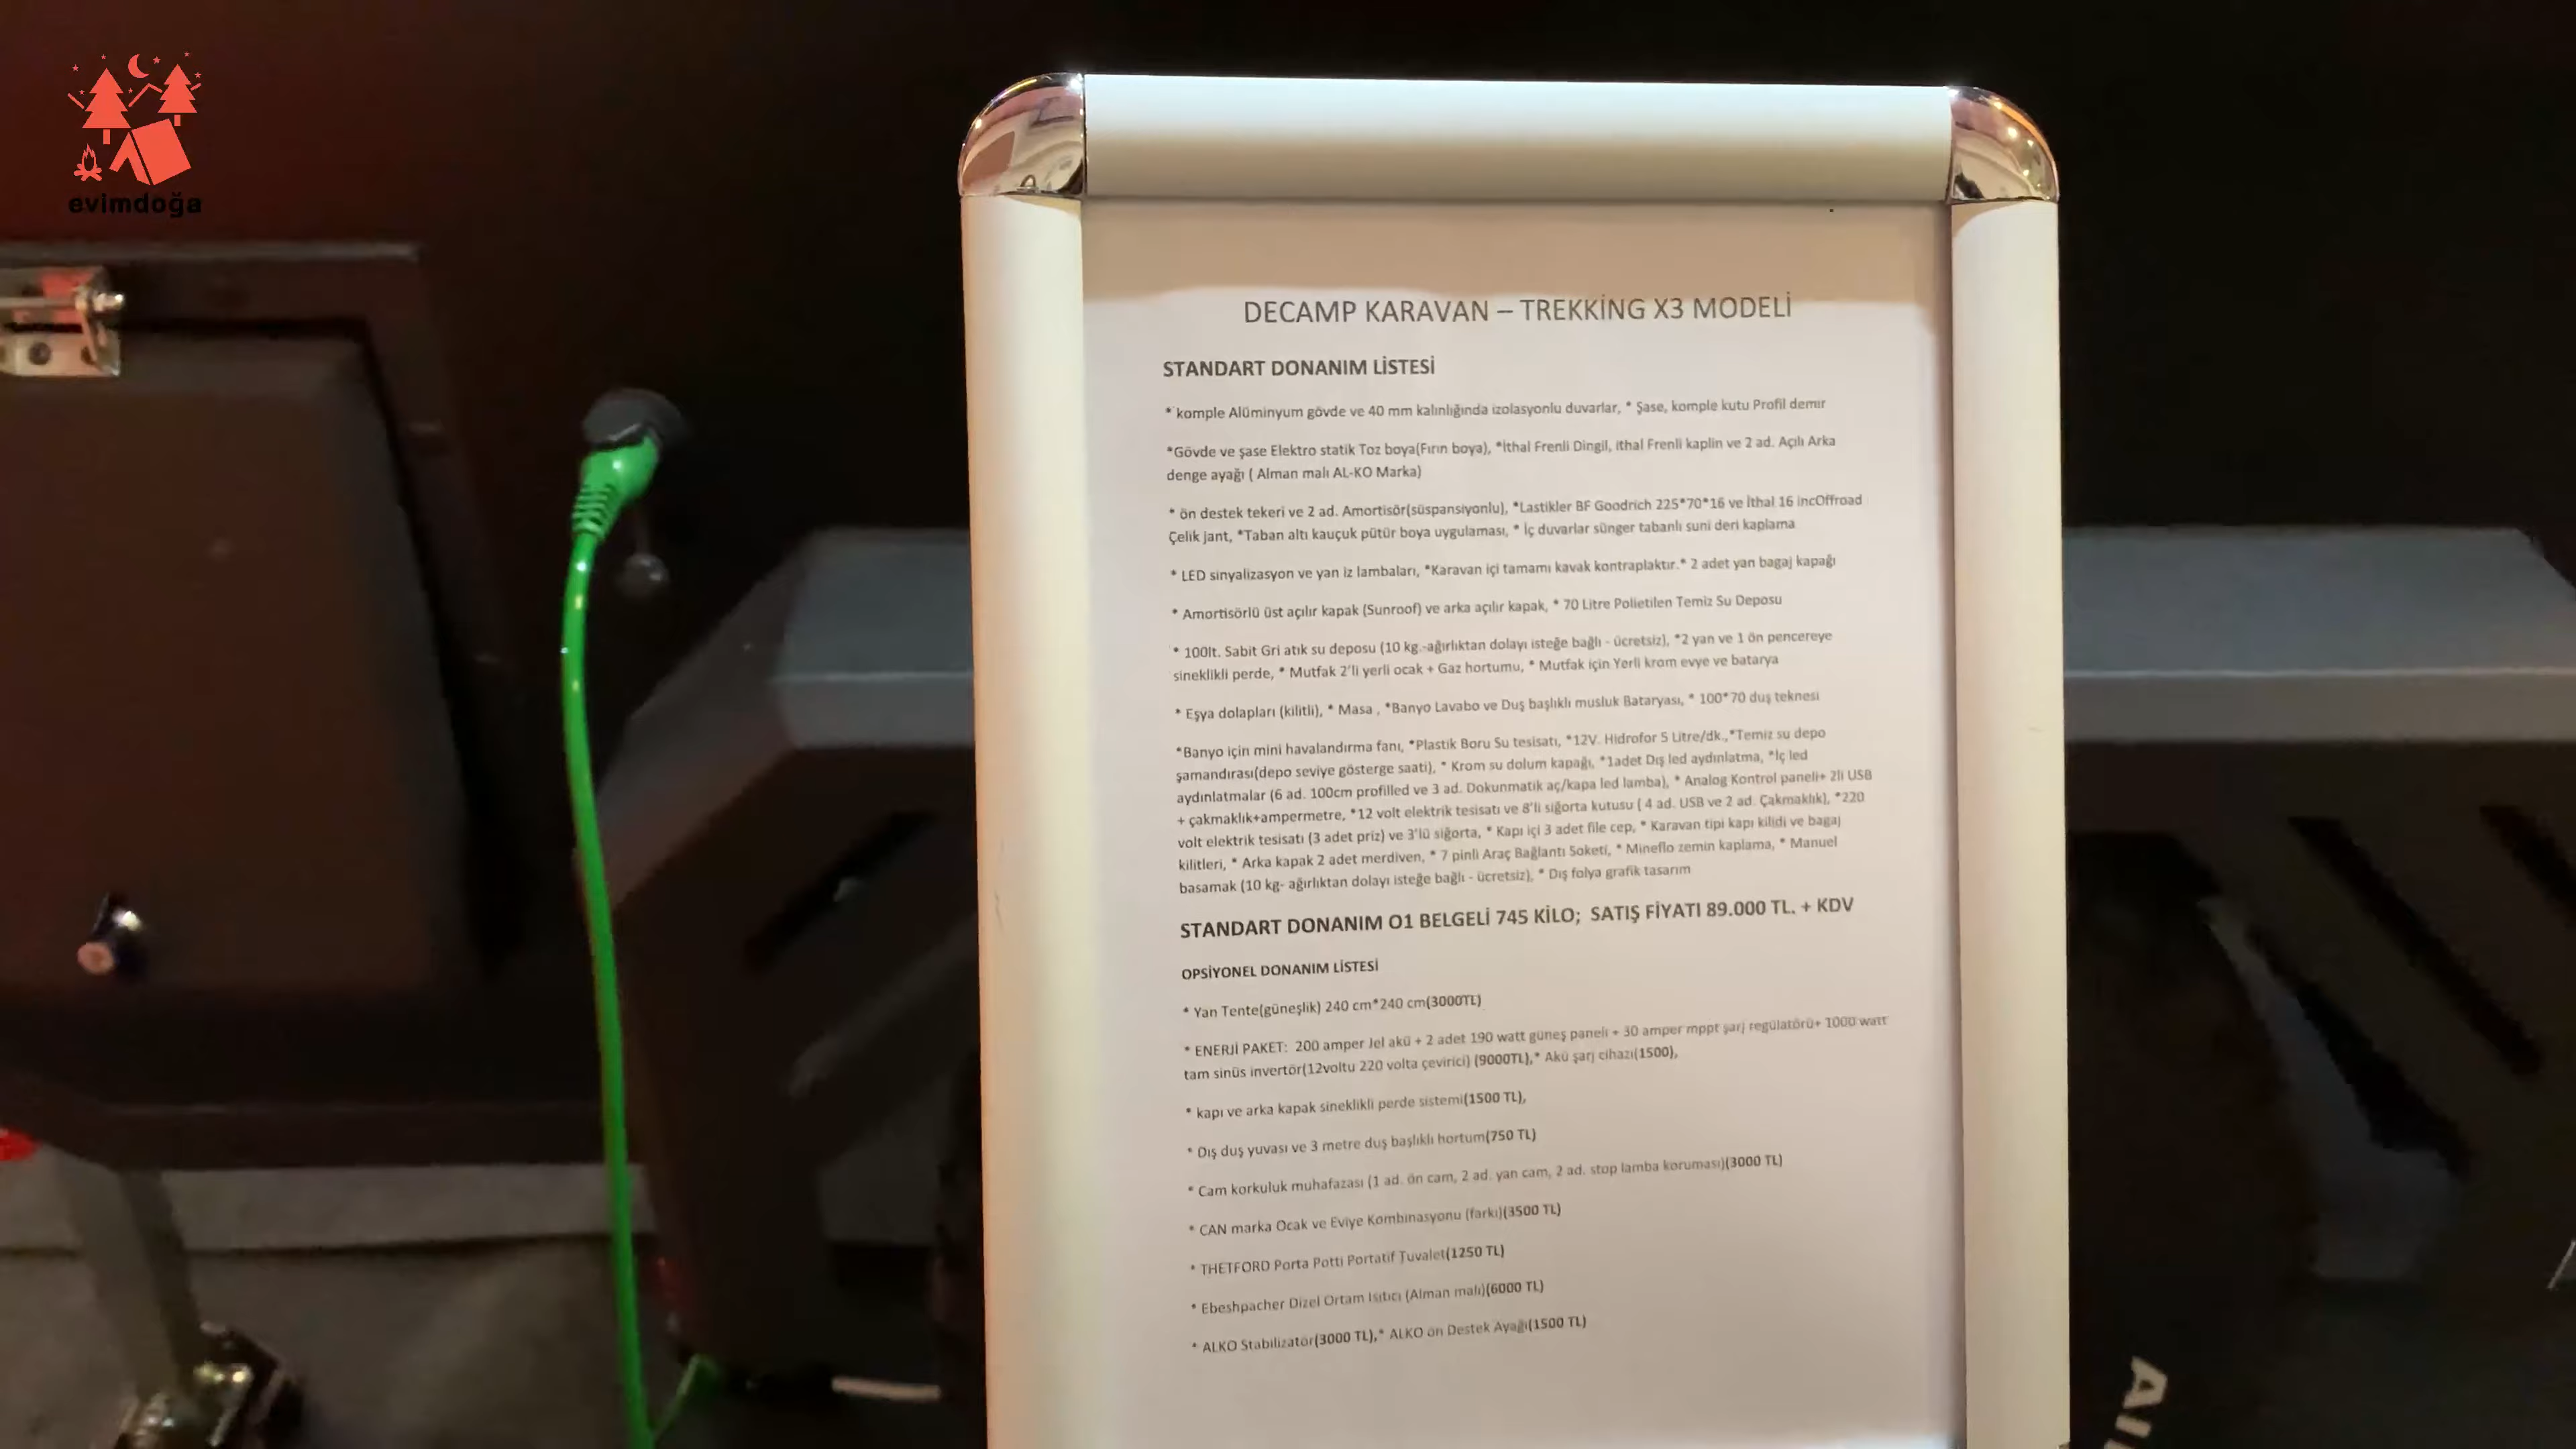 evimdoğa
DECAMP KARAVAN – TREKKİNG X3 MODELİ
STANDART DONANIM LİSTESİ
* komple Alüminyum gövde ve 40 mm kalınlığında izolasyonlu duvarlar, * Şase, komple kutu Profil demir
*Gövde ve şase Elektro statik Toz boya(Fırın boya), *İthal Frenli Dingil, ithal Frenli kaplin ve 2 ad. Açılı Arka
denge ayağı ( Alman malı AL-KO Marka)
* ön destek tekeri ve 2 ad. Amortisör(süspansiyonlu), *Lastikler BF Goodrich 225*70*16 ve İthal 16 incOffroad
Çelik jant, *Taban altı kauçuk pütür boya uygulaması, * İç duvarlar sünger tabanlı suni deri kaplama
* LED sinyalizasyon ve yan iz lambaları, *Karavan içi tamamı kavak kontraplaktır.* 2 adet yan bagaj kapağı
* Amortisörlü üst açılır kapak (Sunroof) ve arka açılır kapak, * 70 Litre Polietilen Temiz Su Deposu
* 100lt. Sabit Gri atık su deposu (10 kg.-ağırlıktan dolayı isteğe bağlı - ücretsiz), *2 yan ve 1 ön pencereye
sineklikli perde, * Mutfak 2'li yerli ocak + Gaz hortumu, * Mutfak için Yerli krom evye ve batarya
* Eşya dolapları (kilitli), * Masa , *Banyo Lavabo ve Duş başlıklı musluk Bataryası, * 100*70 duş teknesi
*Banyo için mini havalandırma fanı, *Plastik Boru Su tesisatı, *12V. Hidrofor 5 Litre/dk.,*Temiz su depo
şamandırası(depo seviye gösterge saati), * Krom su dolum kapağı, *1adet Dış led aydınlatma, *İç led
aydınlatmalar (6 ad. 100cm profilled ve 3 ad. Dokunmatik aç/kapa led lamba), * Analog Kontrol paneli+ 2li USB
+ çakmaklık+ampermetre, *12 volt elektrik tesisatı ve 8'li sigorta kutusu ( 4 ad. USB ve 2 ad. Çakmaklık), *220
volt elektrik tesisatı (3 adet priz) ve 3'lü siğorta, * Kapı içi 3 adet file cep, * Karavan tipi kapı kilidi ve bagaj
kilitleri, * Arka kapak 2 adet merdiven, * 7 pinli Araç Bağlantı Soketi, * Mineflo zemin kaplama, * Manuel
basamak (10 kg- ağırlıktan dolayı isteğe bağlı - ücretsiz), * Dış folya grafik tasarım
STANDART DONANIM O1 BELGELİ 745 KİLO; SATIŞ FİYATI 89.000 TL. + KDV
OPSİYONEL DONANIM LİSTESİ
* Yan Tente(güneşlik) 240 cm*240 cm(3000TL)
* ENERJİ PAKET: 200 amper Jel akü + 2 adet 190 watt güneş paneli + 30 amper mppt şarj regülatörü+ 1000 watt
tam sinüs invertör(12voltu 220 volta çevirici) (9000TL),* Akü şarj cihazı(1500),
* kapı ve arka kapak sineklikli perde sistemi(1500 TL),
* Dış duş yuvası ve 3 metre duş başlıklı hortum(750 TL)
* Cam korkuluk muhafazası (1 ad. ön cam, 2 ad. yan cam, 2 ad. stop lamba koruması)(3000 TL)
* CAN marka Ocak ve Eviye Kombinasyonu (farkı)(3500 TL)
* THETFORD Porta Potti Portatif Tuvalet(1250 TL)
* Ebeshpacher Dizel Ortam Isıtıcı (Alman malı)(6000 TL)
* ALKO Stabilizatör(3000 TL),* ALKO ön Destek Ayağı(1500 TL)